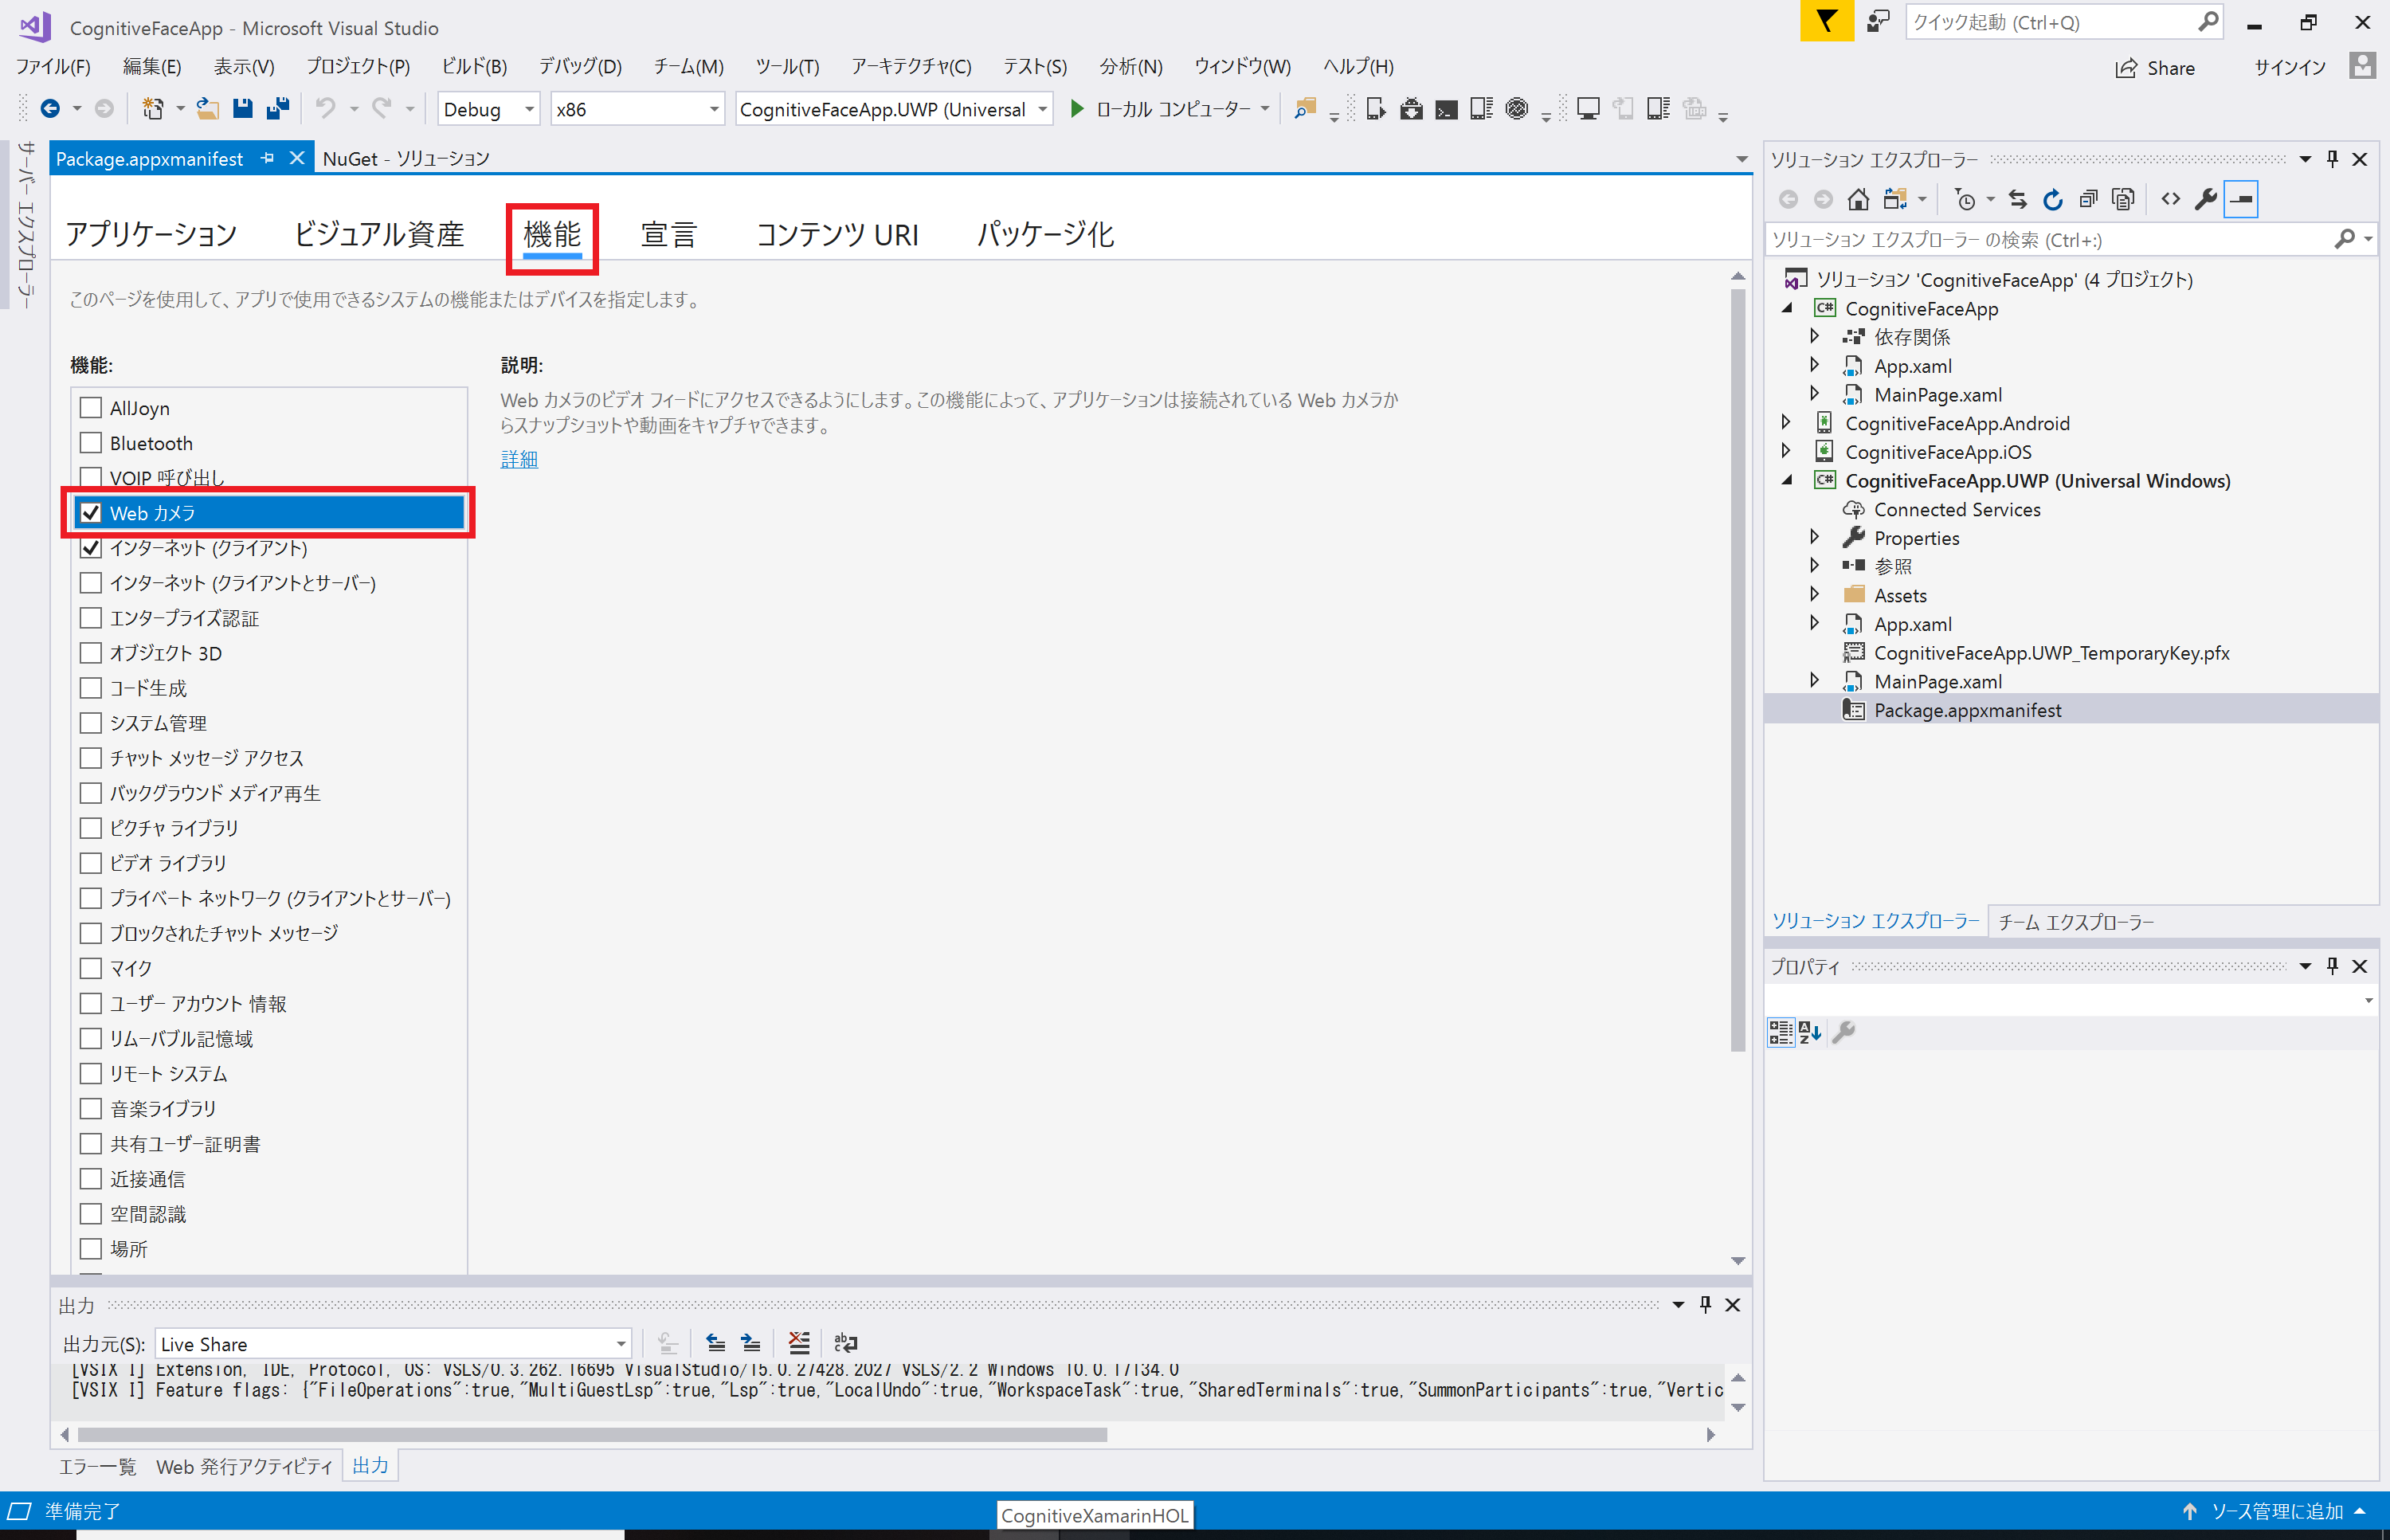 CognitiveFaceApp - Microsoft Visual Studio
クイック起動 (Ctrl+Q)
ファイル(F) 編集(E) 表示(V) プロジェクト(P) ビルド(B) デバッグ(D) チーム(M) ツール(T) アーキテクチャ(C) テスト(S) 分析(N) ウィンドウ(W) ヘルプ(H)
Share サインイン
Debug x86 CognitiveFaceApp.UWP (Universal ローカル コンピューター
サーバー エクスプローラー
Package.appxmanifest NuGet - ソリューション
アプリケーション ビジュアル資産 機能 宣言 コンテンツ URI パッケージ化
このページを使用して、アプリで使用できるシステムの機能またはデバイスを指定します。
機能:
AllJoyn
Bluetooth
VOIP 呼び出し
Web カメラ
インターネット (クライアント)
インターネット (クライアントとサーバー)
エンタープライズ認証
オブジェクト 3D
コード生成
システム管理
チャット メッセージ アクセス
バックグラウンド メディア再生
ピクチャ ライブラリ
ビデオ ライブラリ
プライベート ネットワーク (クライアントとサーバー)
ブロックされたチャット メッセージ
マイク
ユーザー アカウント 情報
リムーバブル記憶域
リモート システム
音楽ライブラリ
共有ユーザー証明書
近接通信
空間認識
場所
説明:
Web カメラのビデオ フィードにアクセスできるようにします。この機能によって、アプリケーションは接続されている Web カメラか
らスナップショットや動画をキャプチャできます。
詳細
ソリューション エクスプローラー
ソリューション エクスプローラー の検索 (Ctrl+:)
ソリューション 'CognitiveFaceApp' (4 プロジェクト)
CognitiveFaceApp
依存関係
App.xaml
MainPage.xaml
CognitiveFaceApp.Android
CognitiveFaceApp.iOS
CognitiveFaceApp.UWP (Universal Windows)
Connected Services
Properties
参照
Assets
App.xaml
CognitiveFaceApp.UWP_TemporaryKey.pfx
MainPage.xaml
Package.appxmanifest
ソリューション エクスプローラー チーム エクスプローラー
プロパティ
出力
出力元(S): Live Share
[VSIX I] Extension, IDE, Protocol, OS: VSLS/0.3.262.16695 VisualStudio/15.0.27428.2027 VSLS/2.2 Windows 10.0.17134.0
[VSIX I] Feature flags: {"FileOperations":true,"MultiGuestLsp":true,"Lsp":true,"LocalUndo":true,"WorkspaceTask":true,"SharedTerminals":true,"SummonParticipants":true,"Vertic
エラー一覧 Web 発行アクティビティ 出力
準備完了
CognitiveXamarinHOL
ソース管理に追加